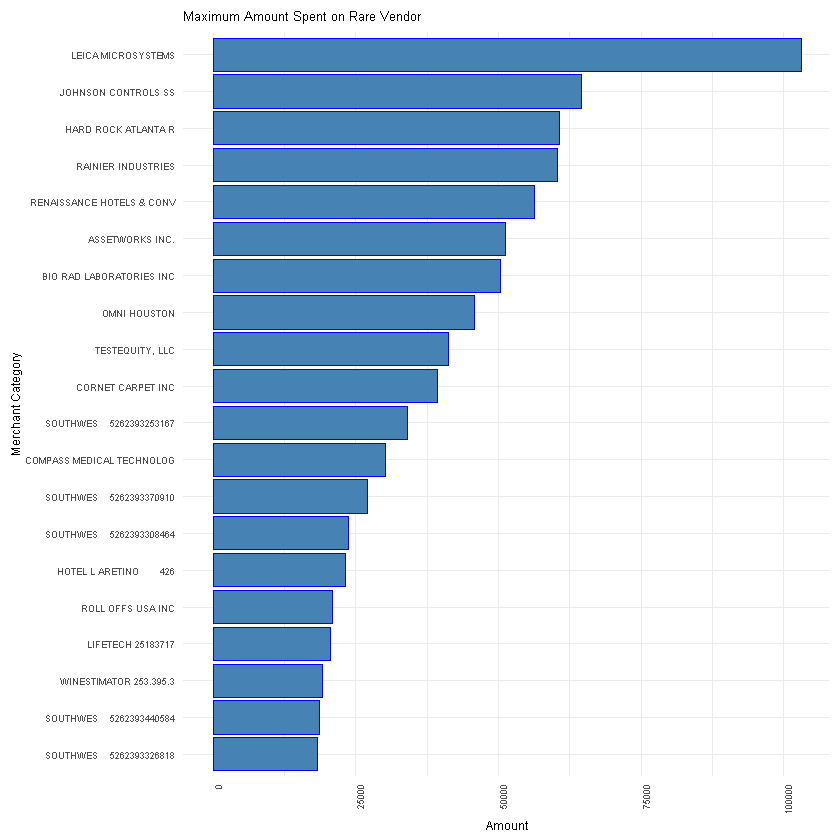 Maximum Amount Spent on Rare Vendor
LEICA MICROSYSTEMS
JOHNSON CONTROLS SS
HARD ROCK ATLANTA R
RAINIER INDUSTRIES
RENAISSANCE HOTELS & CONV
ASSETWORKS INC.
BIO RAD LABORATORIES INC
OMNI HOUSTON
TESTEQUITY, LLC
CORNET CARPET INC
SOUTHWES 5262393253167
COMPASS MEDICAL TECHNOLOG
SOUTHWES 5262393370910
SOUTHWES 5262393308464
HOTEL L ARETINO 426
ROLL OFFS USA INC
LIFETECH 25183717
WINESTIMATOR 253.395.3
SOUTHWES 5262393440584
SOUTHWES 5262393326818
Merchant Category
0
25000
50000
75000
100000
Amount